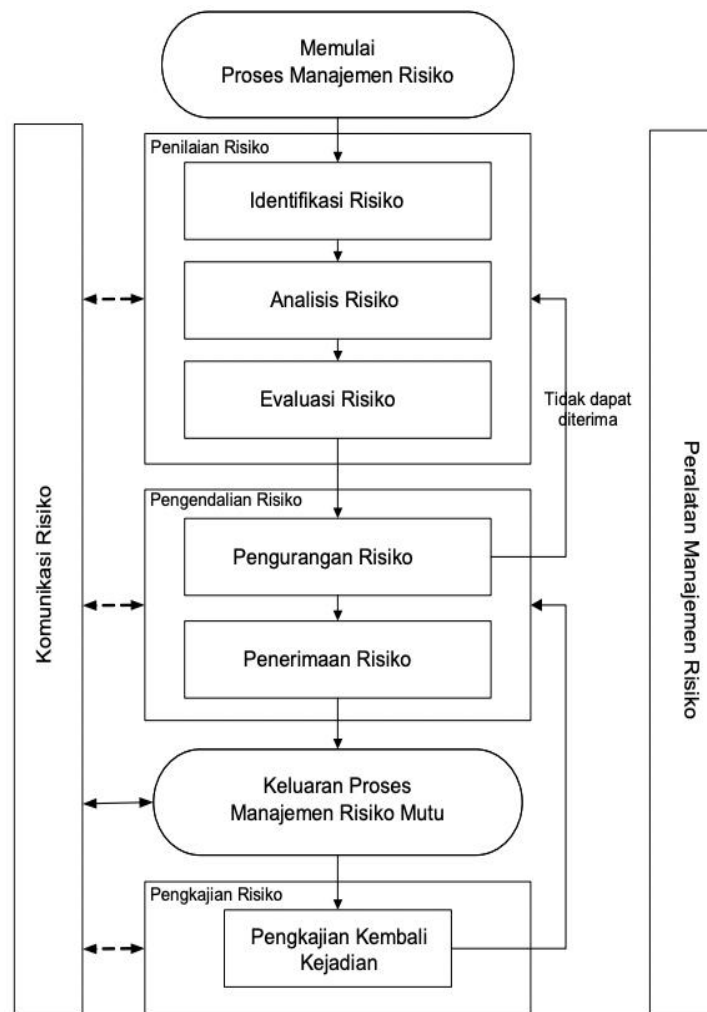 Memulai
Proses Manajemen Risiko
Penilaian Risiko
Identifikasi Risiko
Analisis Risiko
Evaluasi Risiko
Tidak dapat
diterima
Pengendalian Risiko
Pengurangan Risiko
Penerimaan Risiko
Keluaran Proses
Manajemen Risiko Mutu
Pengkajian Risiko
Pengkajian Kembali
Kejadian
Komunikasi Risiko
Peralatan Manajemen Risiko